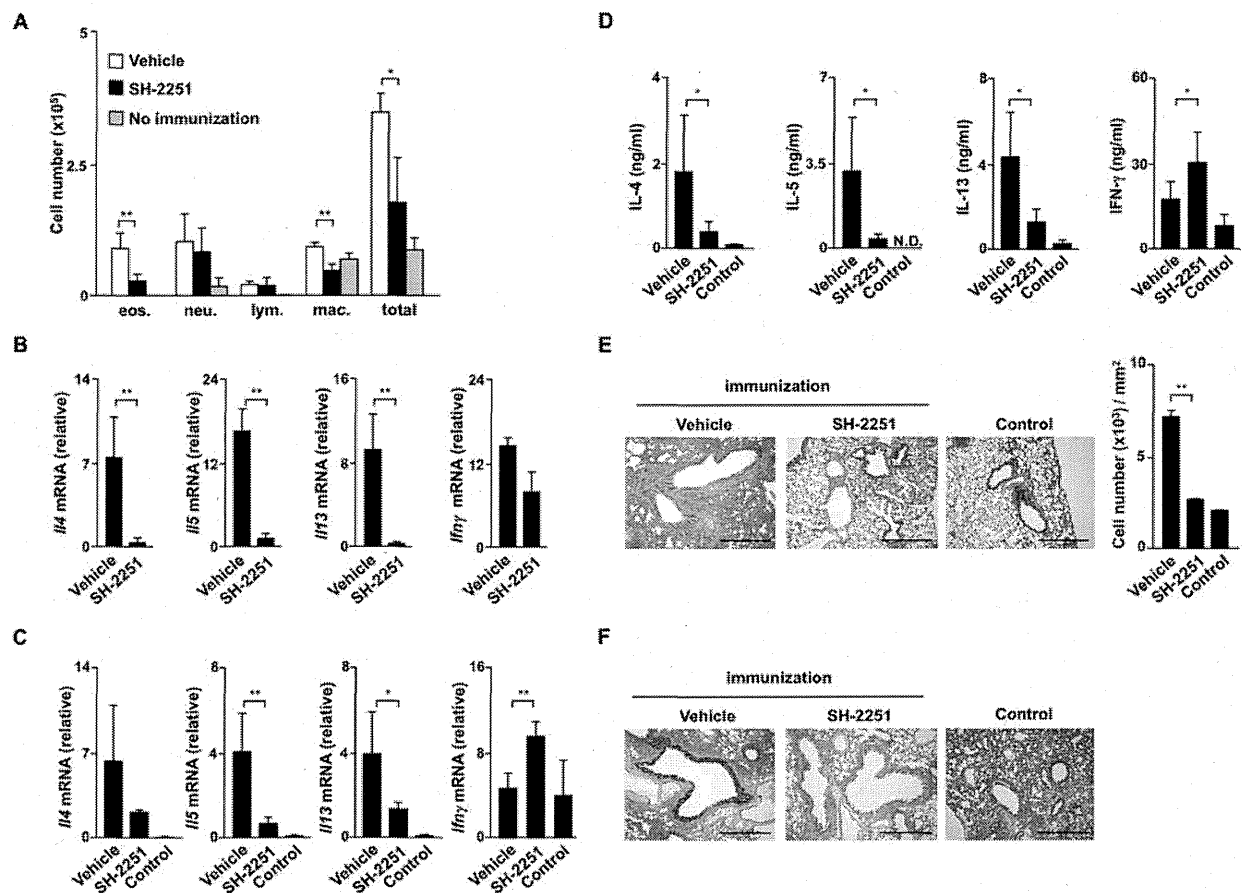 A
Cell number (x10⁵)
5
2.5
0
Vehicle
SH-2251
No immunization
**
**
*
eos.
neu.
lym.
mac.
total
B
Il4 mRNA (relative)
14
7
0
**
Vehicle
SH-2251
Il5 mRNA (relative)
24
12
0
**
Vehicle
SH-2251
Il13 mRNA (relative)
16
8
0
**
Vehicle
SH-2251
Ifnγ mRNA (relative)
24
12
0
Vehicle
SH-2251
C
Il4 mRNA (relative)
14
7
0
Vehicle
SH-2251
Control
Il5 mRNA (relative)
8
4
0
**
Vehicle
SH-2251
Control
Il13 mRNA (relative)
8
4
0
*
Vehicle
SH-2251
Control
Ifnγ mRNA (relative)
16
8
0
**
Vehicle
SH-2251
Control
D
IL-4 (ng/ml)
4
2
0
*
Vehicle
SH-2251
Control
IL-5 (ng/ml)
7
3.5
0
*
N.D.
Vehicle
SH-2251
Control
IL-13 (ng/ml)
8
4
0
*
Vehicle
SH-2251
Control
IFN-γ (ng/ml)
60
30
0
*
Vehicle
SH-2251
Control
E
immunization
Vehicle
SH-2251
Control
Cell number (x10³) / mm²
10
5
0
**
Vehicle
SH-2251
Control
F
immunization
Vehicle
SH-2251
Control